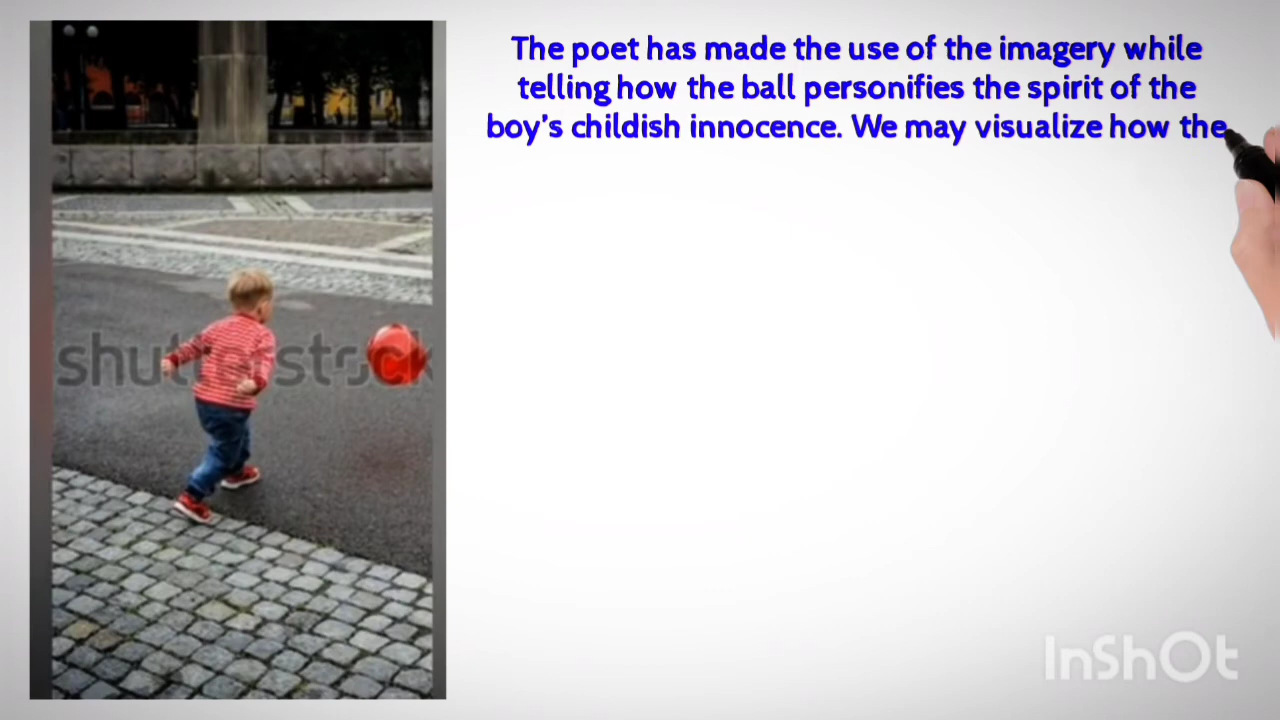 The poet has made the use of the imagery while
telling how the ball personifies the spirit of the
boy's childish innocence. We may visualize how the
shutterstock
InShOt